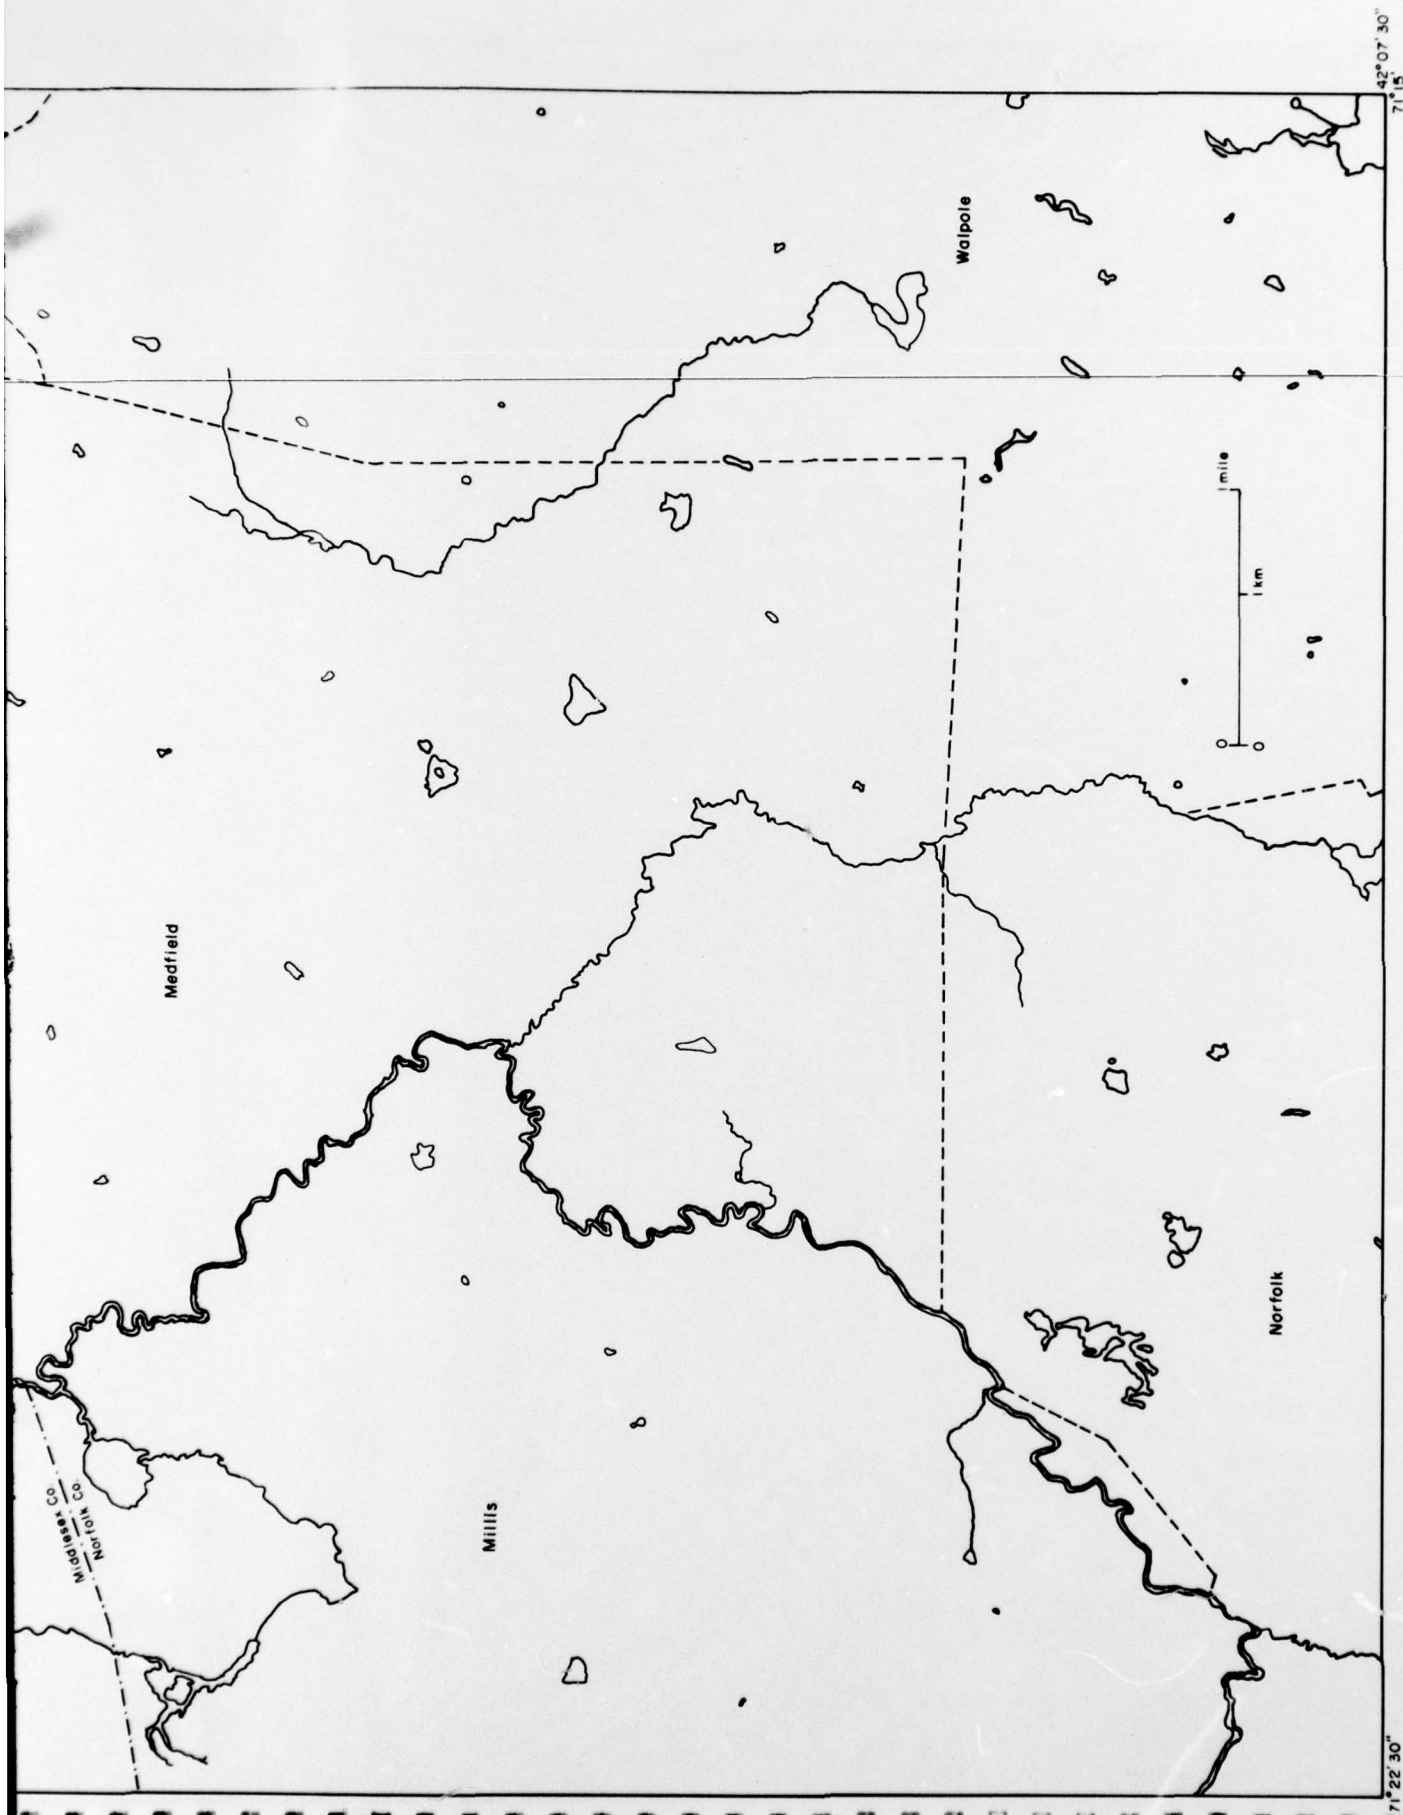 Middlesex Co.
Norfolk Co.
Medfield
Millis
Walpole
Norfolk
0
1 mile
0
1 km
71° 22' 30"
42° 07' 30"
71° 15'